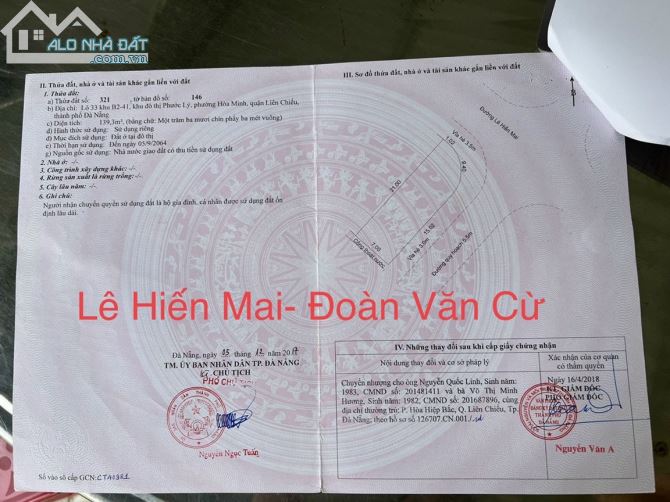 ALO NHÀ ĐẤT
.com.vn
II. Thửa đất, nhà ở và tài sản khác gắn liền với đất
1. Thửa đất:
a) Thửa đất số: 321 , tờ bản đồ số: 146
b) Địa chỉ: Lô 33 khu B2-41, khu đô thị Phước Lý, phường Hòa Minh, quận Liên Chiểu,
thành phố Đà Nẵng
c) Diện tích: 139,3m², (bằng chữ: Một trăm ba mươi chín phẩy ba mét vuông)
d) Hình thức sử dụng: Sử dụng riêng
đ) Mục đích sử dụng: Đất ở tại đô thị
e) Thời hạn sử dụng: Đến ngày 05/9/2064
g) Nguồn gốc sử dụng: Nhà nước giao đất có thu tiền sử dụng đất
2. Nhà ở: -/-
3. Công trình xây dựng khác: -/-
4. Rừng sản xuất là rừng trồng: -/-
5. Cây lâu năm: -/-
6. Ghi chú:
Người nhận chuyển quyền sử dụng đất là hộ gia đình, cá nhân được sử dụng đất ổn
định lâu dài.
Đà Nẵng, ngày 05 tháng 12 năm 2017
TM. ỦY BAN NHÂN DÂN TP. ĐÀ NẴNG
KT. CHỦ TỊCH
PHÓ CHỦ TỊCH
Nguyễn Ngọc Tuấn
Số vào sổ cấp GCN:
III. Sơ đồ thửa đất, nhà ở và tài sản khác gắn liền với đất
Đường Lê Hiến Mai
Vỉa hè 3.0m
1.02
9.40
21.00
15.02
7.00
Cống thoát nước
Vỉa hè 3.0m
Đường quy hoạch 5.5m
Lê Hiến Mai- Đoàn Văn Cừ
IV. Những thay đổi sau khi cấp giấy chứng nhận
Nội dung thay đổi và cơ sở pháp lý
Xác nhận của cơ quan
có thẩm quyền
Chuyển nhượng cho ông Nguyễn Quốc Linh, Sinh năm:
1983, CMND số: 201481411 và bà Võ Thị Minh
Hương, Sinh năm: 1982, CMND số: 201687896, cùng
địa chỉ thường trú: P. Hòa Hiệp Bắc, Q. Liên Chiểu, Tp.
Đà Nẵng; theo hồ sơ số 126707.CN.001
Ngày 16/4/2018
KT. GIÁM ĐỐC
PHÓ GIÁM ĐỐC
Nguyễn Văn A